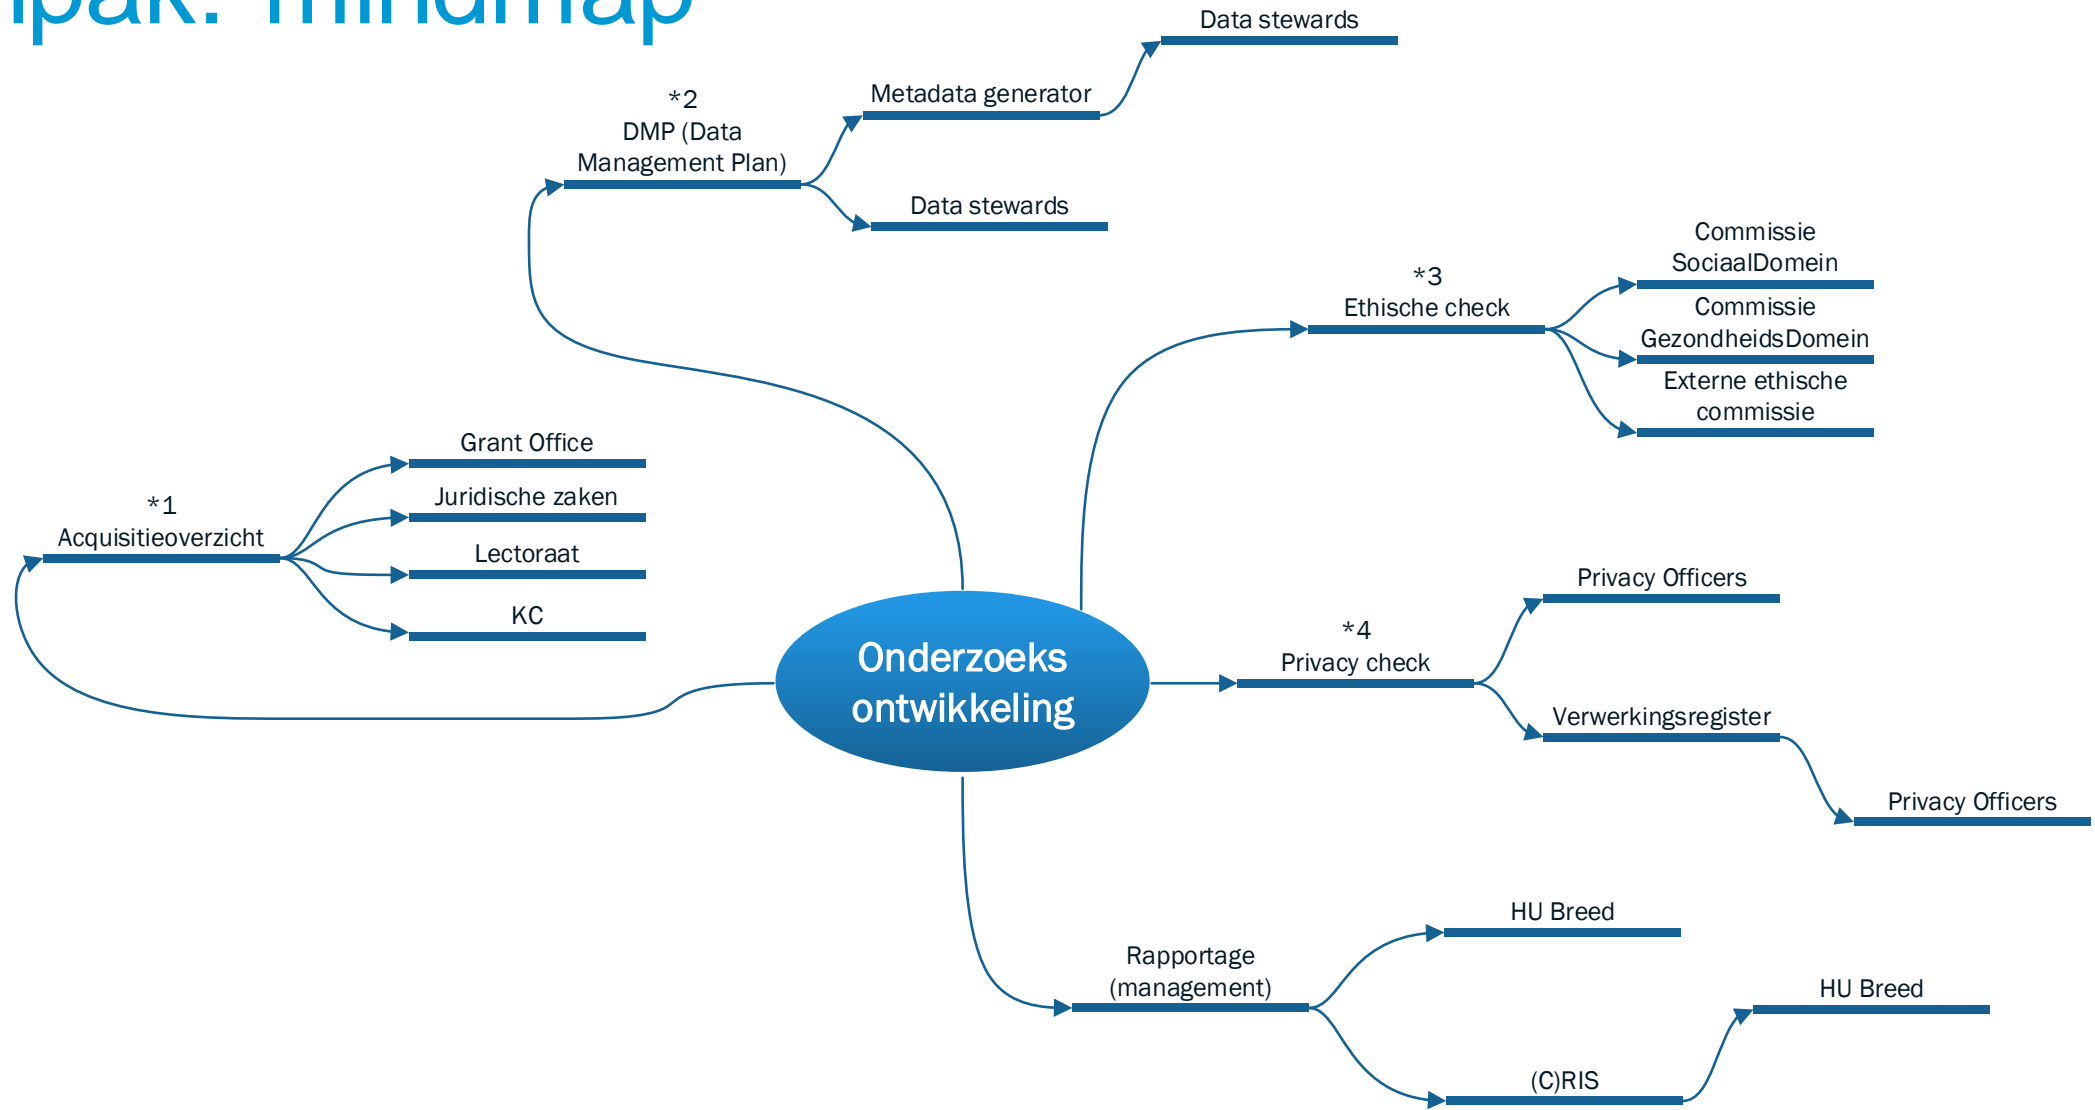 mindmap
Data stewards
Metadata generator
*2
DMP (Data
Management Plan)
Data stewards
Commissie
SociaalDomein
*3
Ethische check
Commissie
GezondheidsDomein
Externe ethische
commissie
Grant Office
Juridische zaken
*1
Acquisitieoverzicht
Lectoraat
KC
Onderzoeks
ontwikkeling
Privacy Officers
*4
Privacy check
Verwerkingsregister
Privacy Officers
HU Breed
Rapportage
(management)
HU Breed
(C)RIS